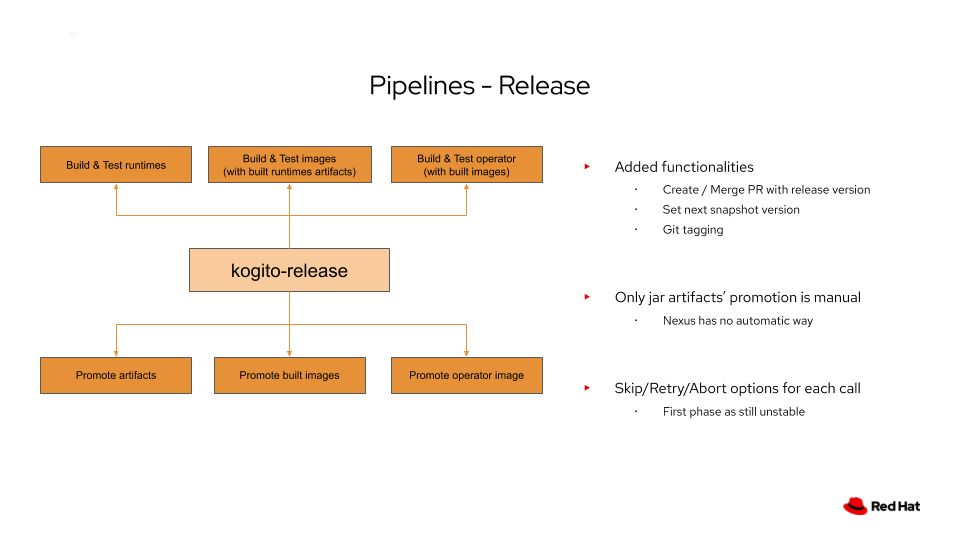 Pipelines - Release
Build & Test runtimes
Build & Test images
(with built runtimes artifacts)
Build & Test operator
(with built images)
kogito-release
Promote artifacts
Promote built images
Promote operator image
Added functionalities
Create / Merge PR with release version
Set next snapshot version
Git tagging
Only jar artifacts’ promotion is manual
Nexus has no automatic way
Skip/Retry/Abort options for each call
First phase as still unstable
Red Hat